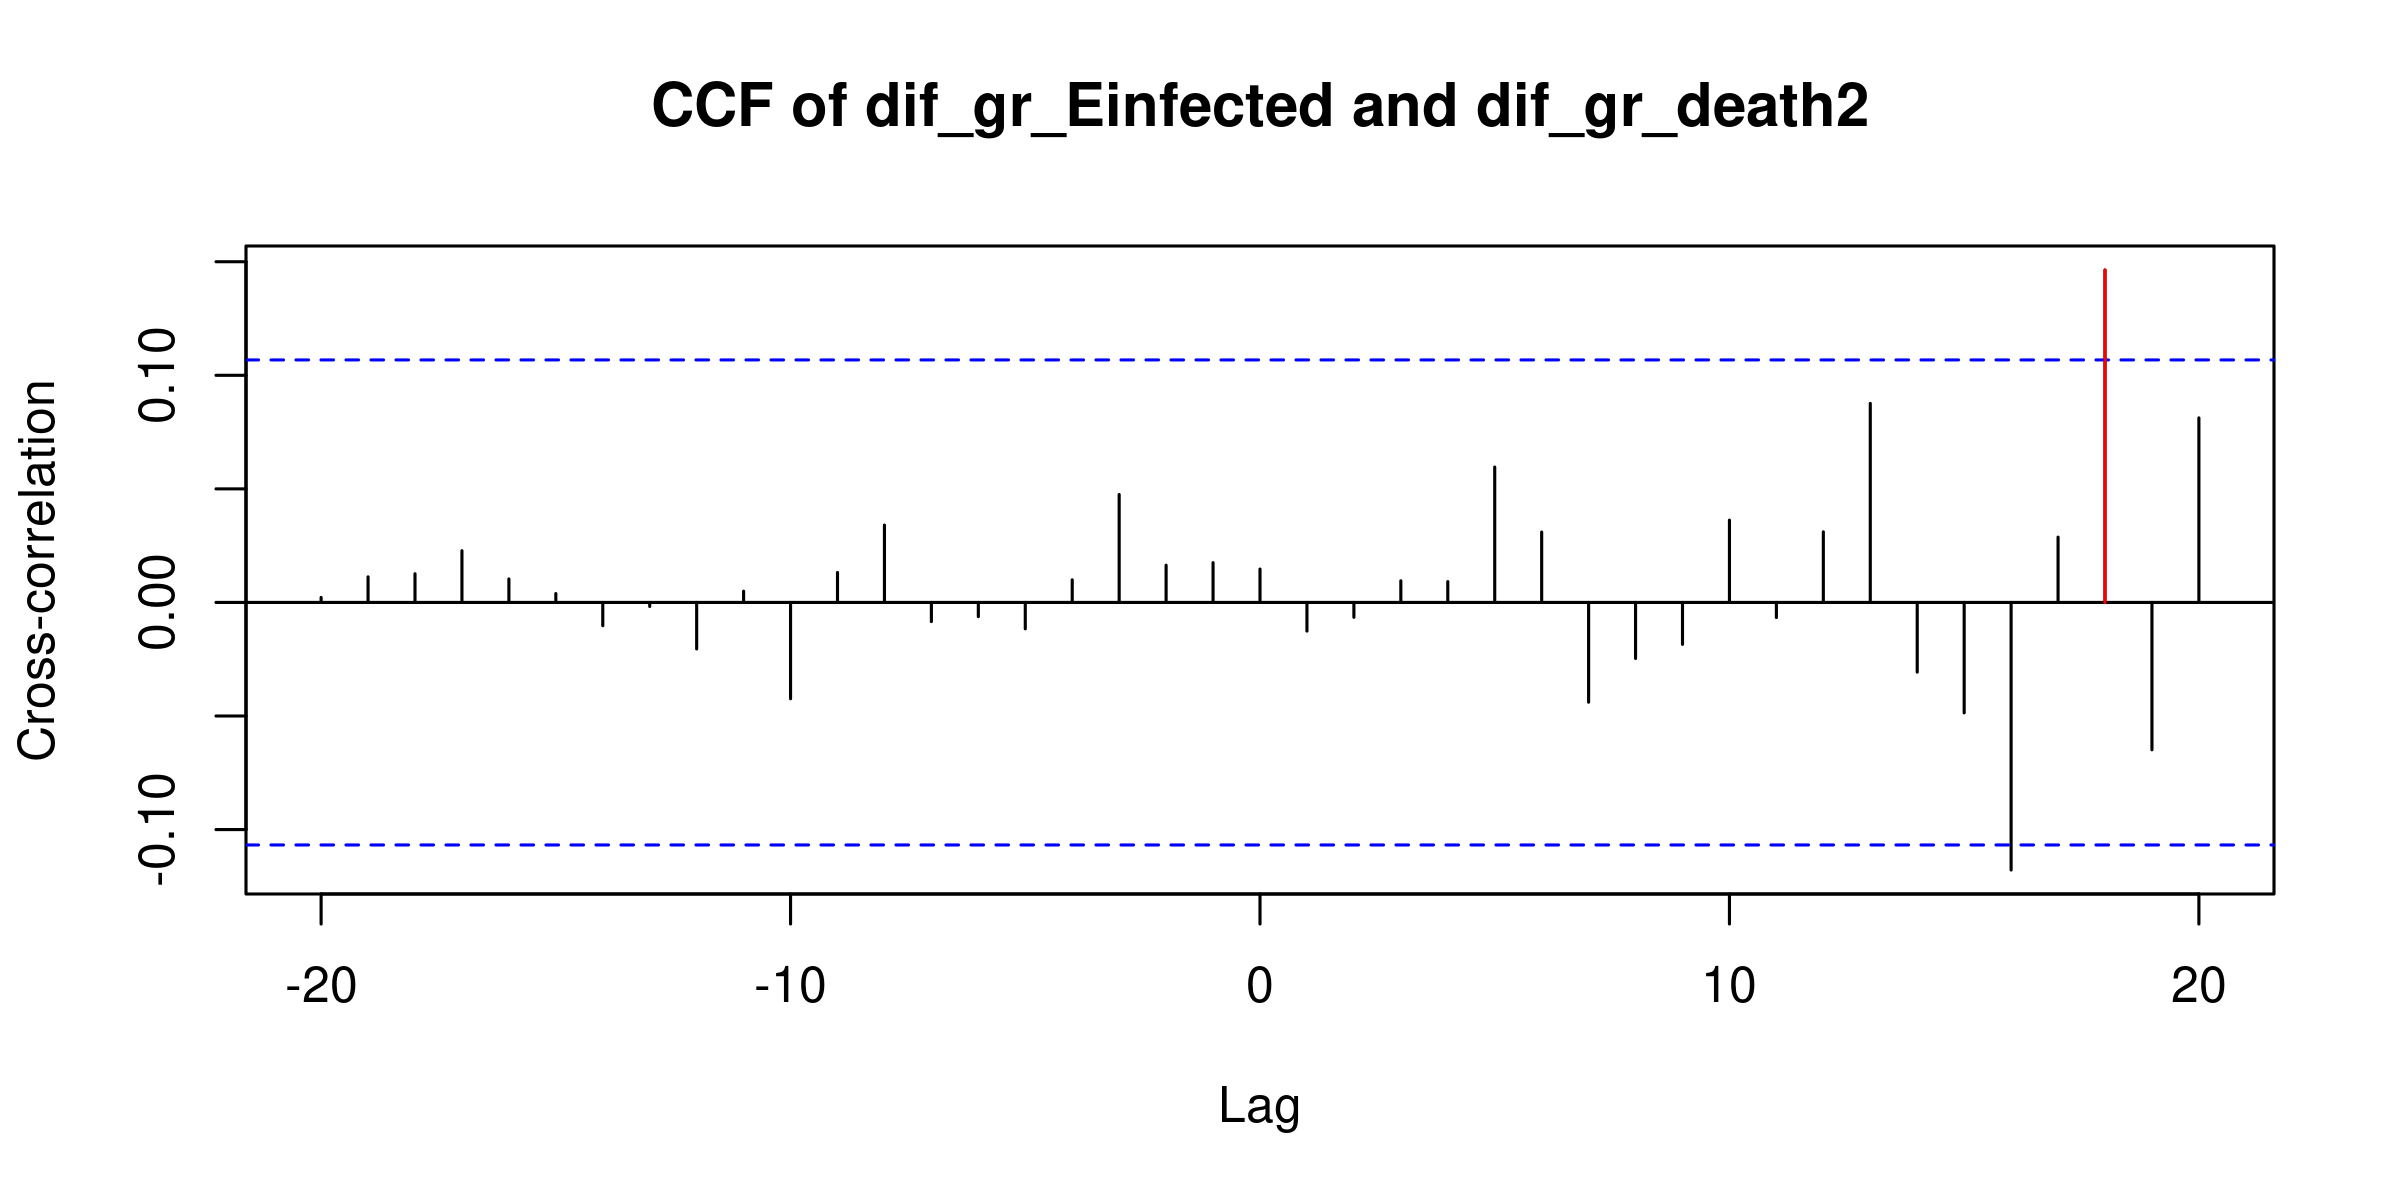 CCF of dif_gr_Einfected and dif_gr_death2
Cross-correlation
0.10
0.00
-0.10
-20 -10 0 10 20
Lag